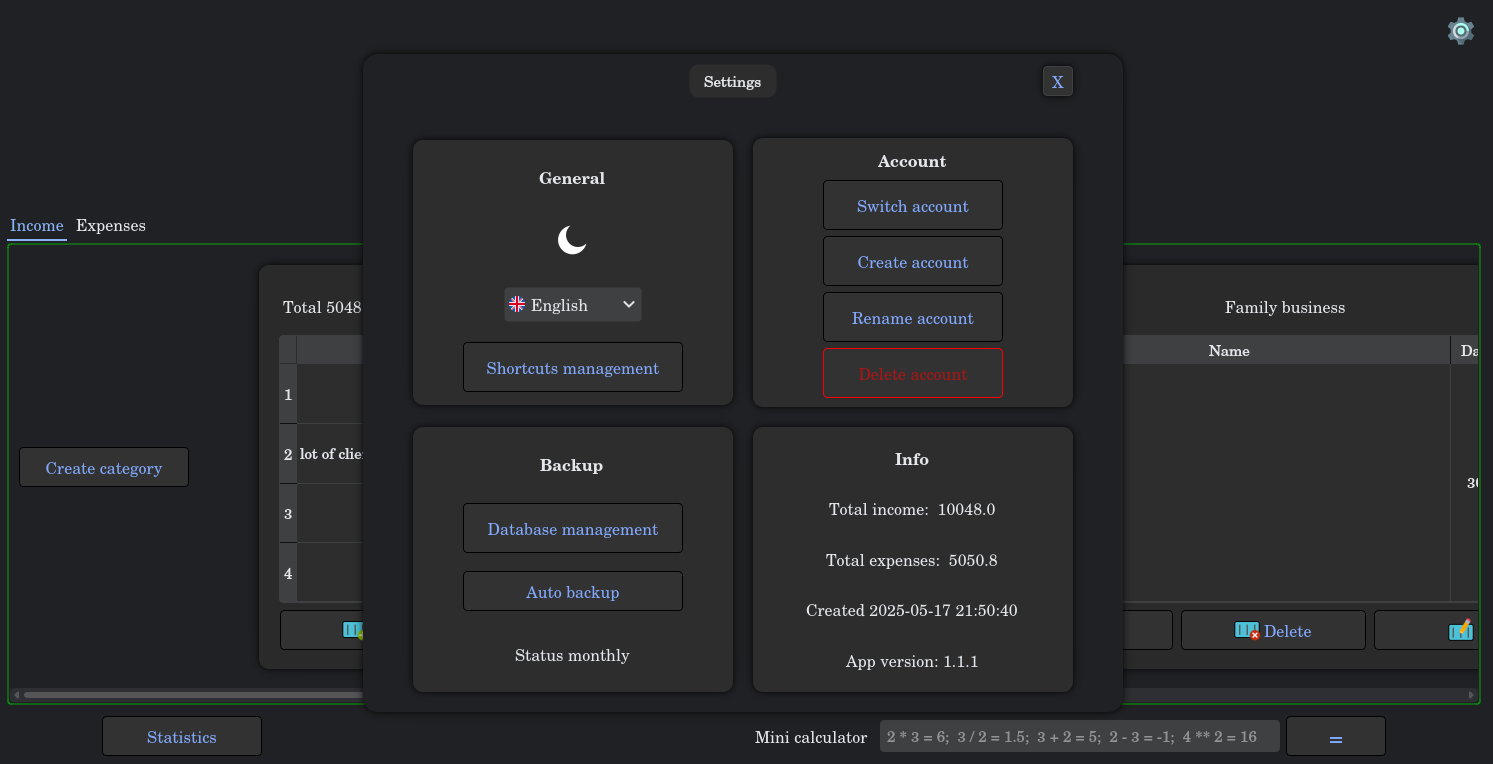 Settings
X
General
English
Shortcuts management
Account
Switch account
Create account
Rename account
Delete account
Backup
Database management
Auto backup
Status monthly
Info
Total income: 10048.0
Total expenses: 5050.8
Created 2025-05-17 21:50:40
App version: 1.1.1
Income Expenses
Total 5048
Family business
Name
1
2 lot of
3
4
Create category
Delete
Statistics
Mini calculator
2 * 3 = 6; 3 / 2 = 1.5; 3 + 2 = 5; 2 - 3 = -1; 4 ** 2 = 16
=